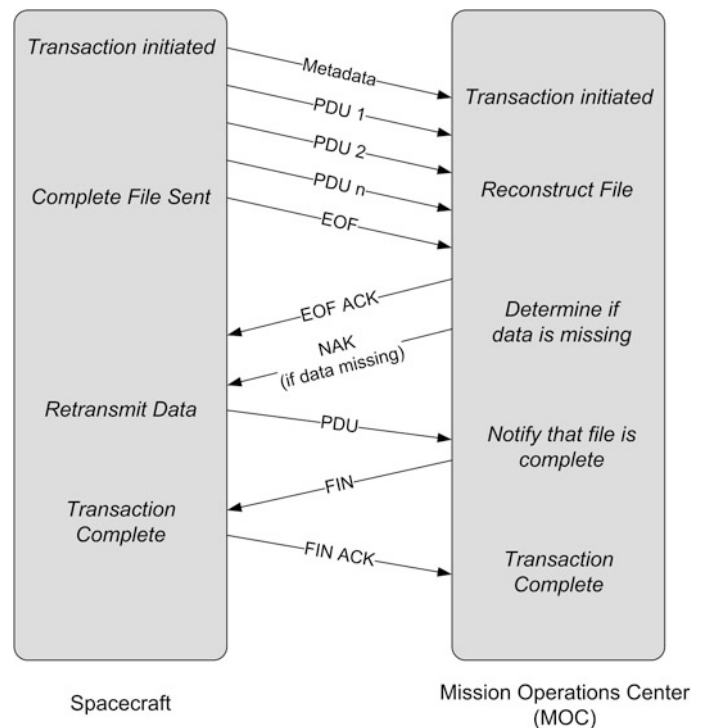 Transaction initiated
Metadata
Transaction initiated
PDU 1
PDU 2
PDU n
Reconstruct File
Complete File Sent
EOF
EOF ACK
Determine if
data is missing
NAK
(if data missing)
Retransmit Data
PDU
Notify that file is
complete
FIN
Transaction
Complete
FIN ACK
Transaction
Complete
Spacecraft
Mission Operations Center
(MOC)